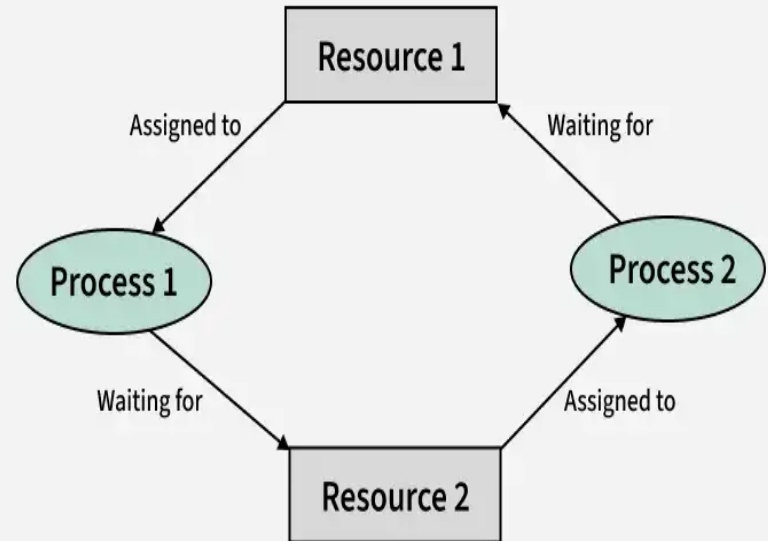 Resource 1
Assigned to
Waiting for
Process 1
Process 2
Waiting for
Assigned to
Resource 2